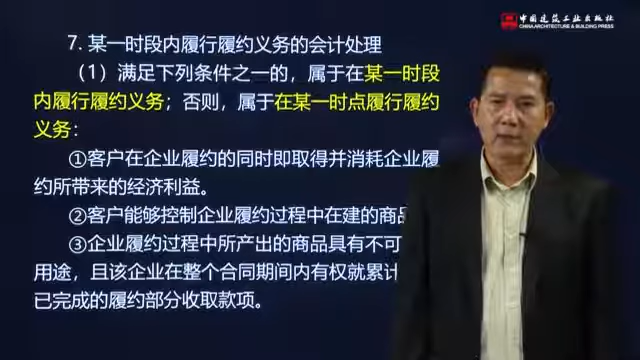 中国建筑工业出版社
CHINA ARCHITECTURE & BUILDING PRESS
7. 某一时段内履行履约义务的会计处理
（1）满足下列条件之一的，属于在某一时段
内履行履约义务；否则，属于在某一时点履行履约
义务：
①客户在企业履约的同时即取得并消耗企业履
约所带来的经济利益。
②客户能够控制企业履约过程中在建的商品
③企业履约过程中所产出的商品具有不可
用途，且该企业在整个合同期间内有权就累计
已完成的履约部分收取款项。